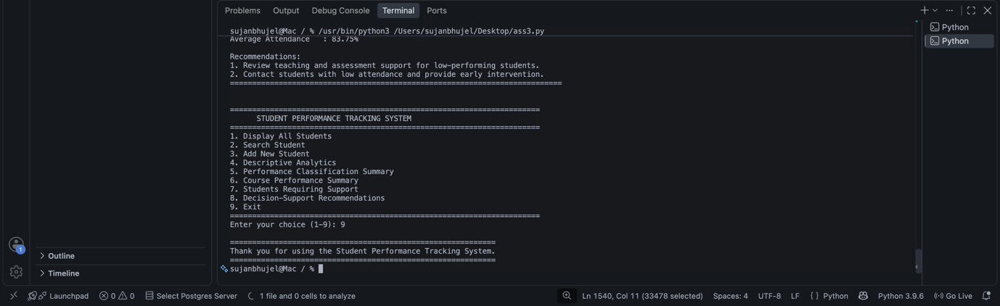 Problems Output Debug Console Terminal Ports
sujanbhujel@Mac / % /usr/bin/python3 /Users/sujanbhujel/Desktop/ass3.py
Average Attendance   : 83.75%
Recommendations:
1. Review teaching and assessment support for low-performing students.
2. Contact students with low attendance and provide early intervention.
===========================================================================
======================================================================
STUDENT PERFORMANCE TRACKING SYSTEM
======================================================================
1. Display All Students
2. Search Student
3. Add New Student
4. Descriptive Analytics
5. Performance Classification Summary
6. Course Performance Summary
7. Students Requiring Support
8. Decision-Support Recommendations
9. Exit
======================================================================
Enter your choice (1-9): 9
============================================================
Thank you for using the Student Performance Tracking System.
============================================================
sujanbhujel@Mac / %
Python
Python
1
Outline
Timeline
Launchpad 0 0 Select Postgres Server 1 file and 0 cells to analyze Ln 1540, Col 11 (33478 selected) Spaces: 4 UTF-8 LF { } Python Python 3.9.6 Go Live